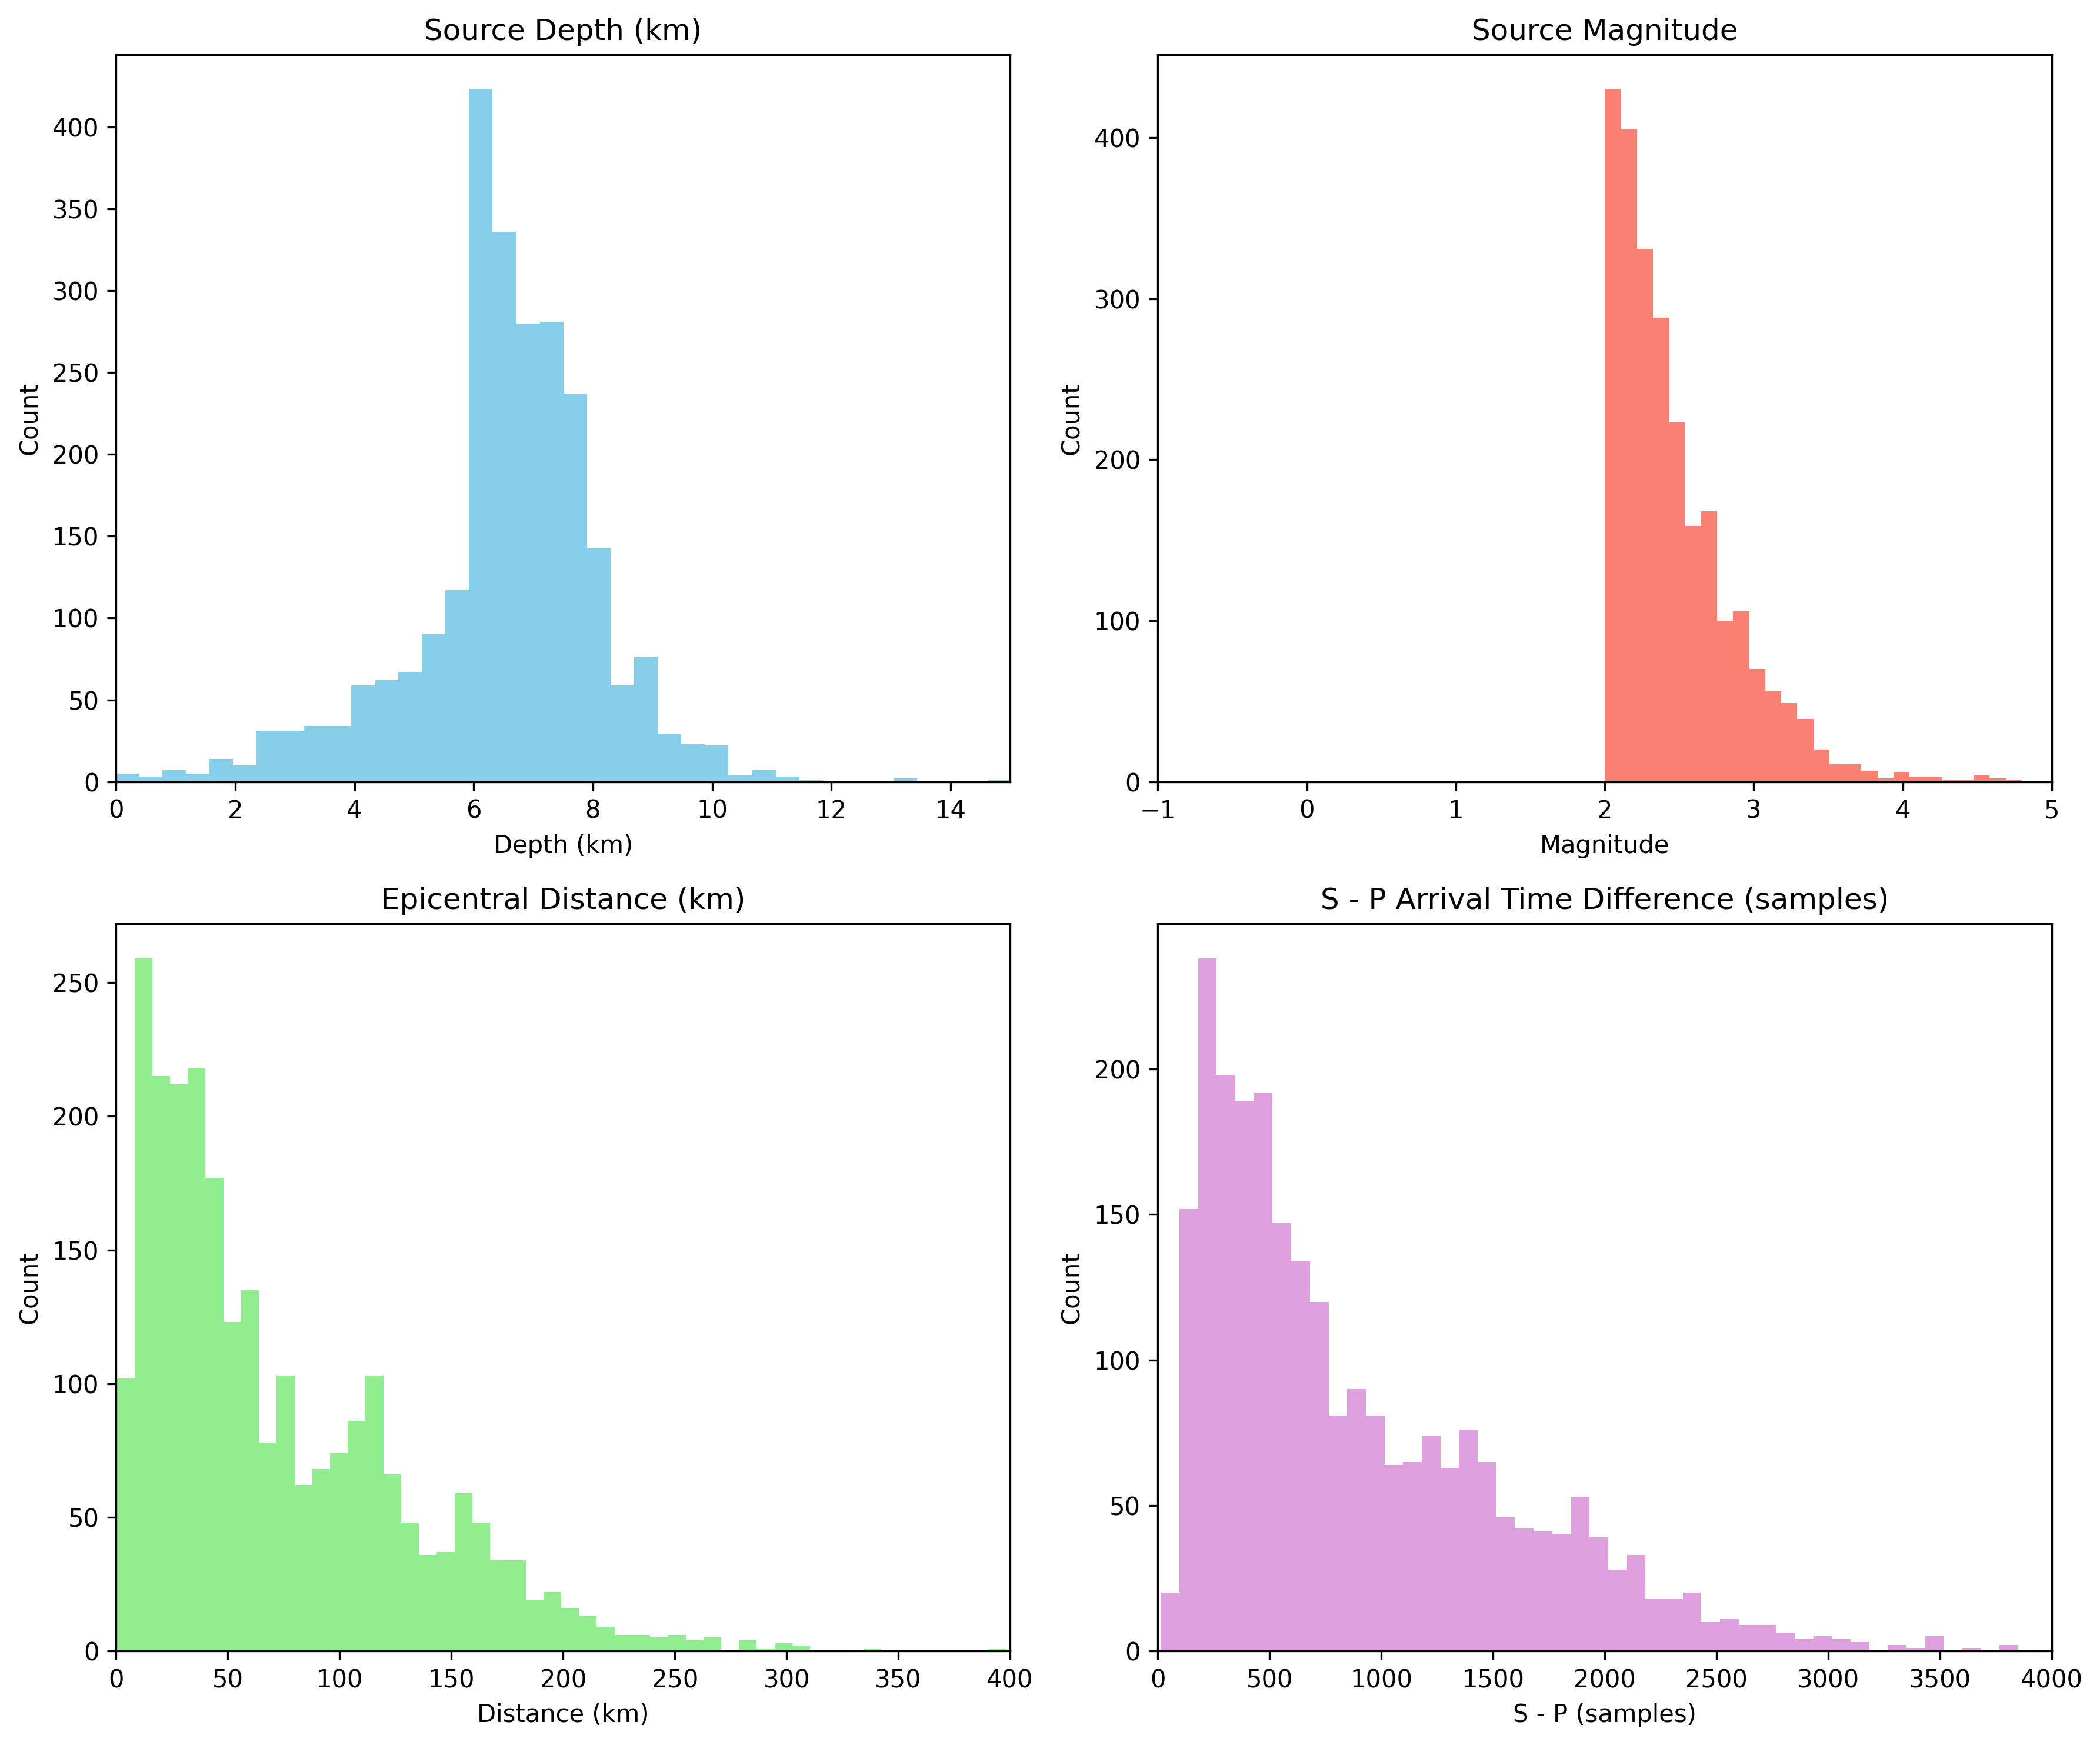 Source Depth (km)
400
350
300
250
200
150
100
50
0
Count
0 2 4 6 8 10 12 14
Depth (km)
Source Magnitude
400
300
200
100
0
Count
−1 0 1 2 3 4 5
Magnitude
Epicentral Distance (km)
250
200
150
100
50
0
Count
0 50 100 150 200 250 300 350 400
Distance (km)
S - P Arrival Time Difference (samples)
200
150
100
50
0
Count
0 500 1000 1500 2000 2500 3000 3500 4000
S - P (samples)